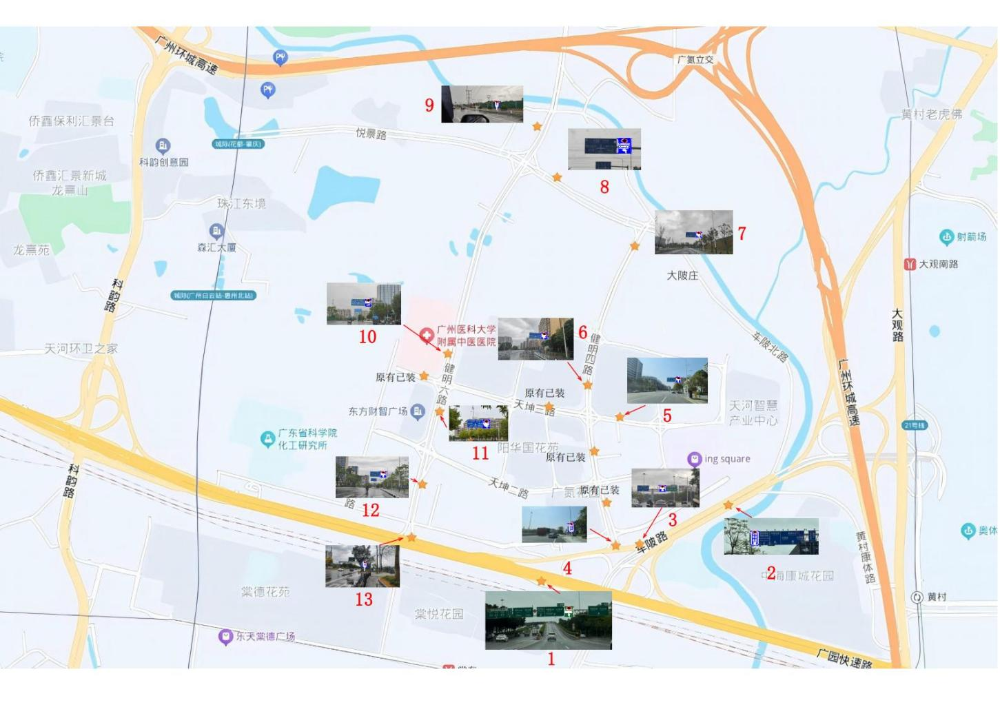 广州环城高速
广氮立交
侨鑫保利汇景台
城际(花都-肇庆)
悦景路
9
8
黄村老虎佛
科韵创意园
侨鑫汇景新城
龙熹山
珠江东境
7
射箭场
大观南路
龙熹苑
森汇大厦
大陂庄
科韵路
城际(广州白云站-惠州北站)
大观路
10
广州医科大学
附属中医医院
6
健明四路
车陂北路
天河环卫之家
广州环城高速
原有已装
健明六路
原有已装
天坤三路
5
天河智慧
产业中心
东方财智广场
21号线
广东省科学院
化工研究所
11
阳华国花苑
原有已装
ing square
科韵路
天坤二路
广氮花园
原有已装
路
12
3
车陂路
2
中海康城花园
黄村康体路
奥体
4
棠德花苑
13
棠悦花园
黄村
东天棠德广场
1
广园快速路